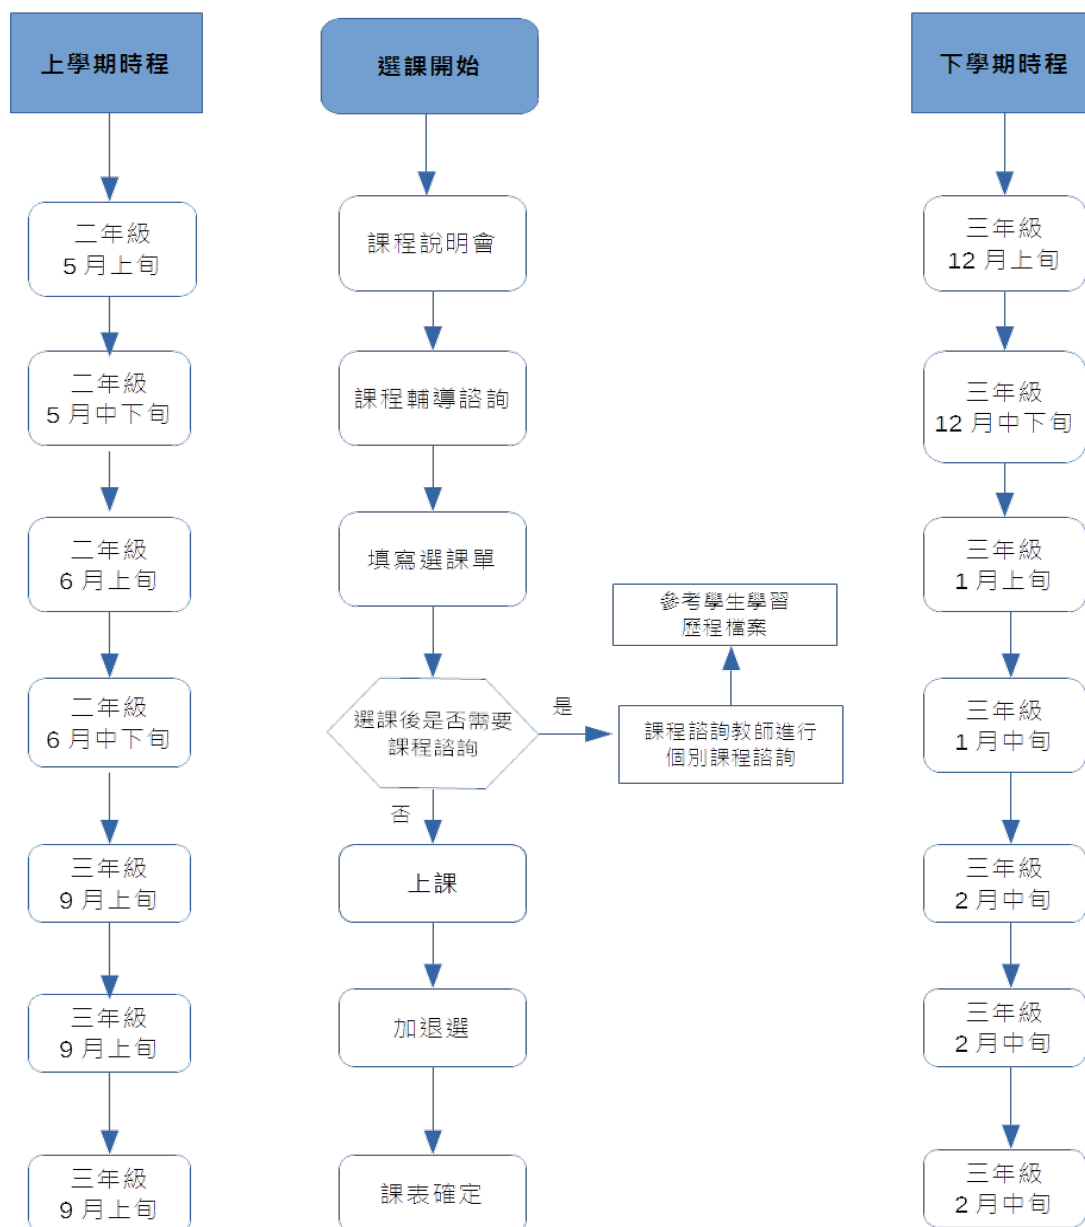 上學期時程
選課開始
下學期時程
二年級
5 月上旬
課程說明會
三年級
12 月上旬
二年級
5 月中下旬
課程輔導諮詢
三年級
12 月中下旬
二年級
6 月上旬
填寫選課單
三年級
1 月上旬
參考學生學習
歷程檔案
二年級
6 月中下旬
選課後是否需要
課程諮詢
是
課程諮詢教師進行
個別課程諮詢
三年級
1 月中旬
否
三年級
9 月上旬
上課
三年級
2 月中旬
三年級
9 月上旬
加退選
三年級
2 月中旬
三年級
9 月上旬
課表確定
三年級
2 月中旬